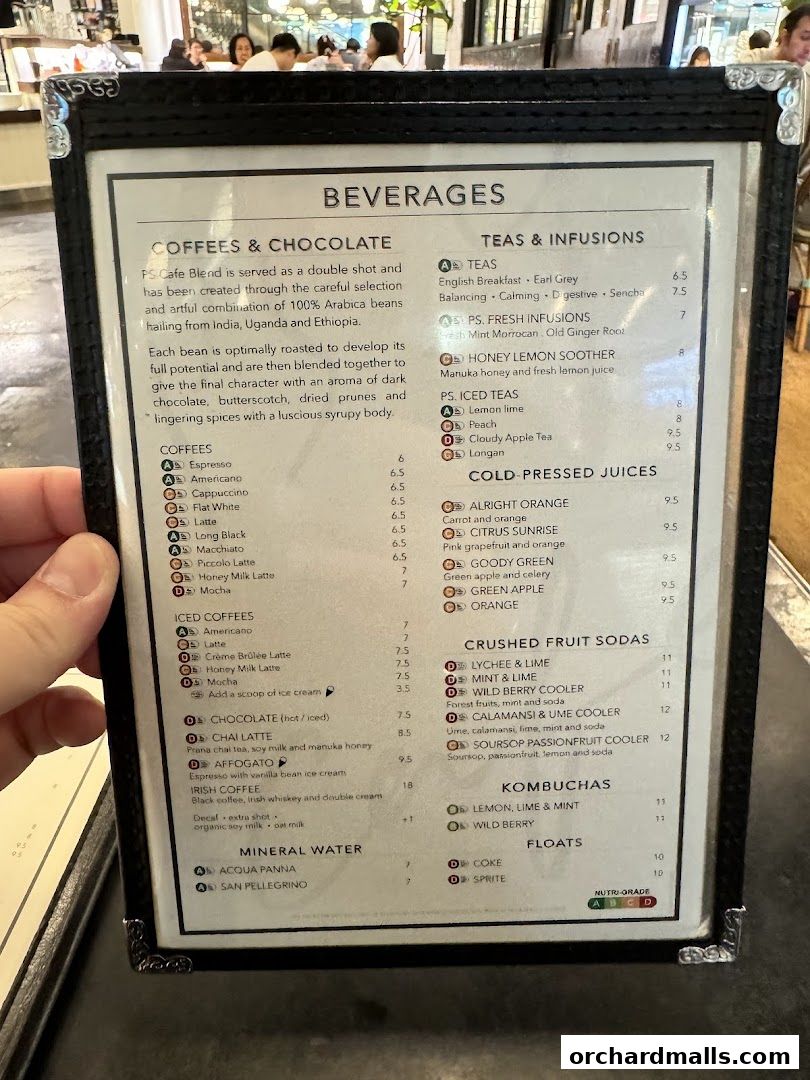 BEVERAGES
COFFEES & CHOCOLATE
PS.Cafe Blend is served as a double shot and
has been created through the careful selection
and artful combination of 100% Arabica beans
hailing from India, Uganda and Ethiopia.
Each bean is optimally roasted to develop its
full potential and are then blended together to
give the final character with an aroma of dark
chocolate, butterscotch, dried prunes and
lingering spices with a luscious syrupy body.
COFFEES
A Espresso 6
A Americano 6.5
C Cappuccino 6.5
C Flat White 6.5
C Latte 6.5
A Long Black 6.5
A Macchiato 6.5
C Piccolo Latte 6.5
C Honey Milk Latte 7
D Mocha 7
ICED COFFEES
A Americano 7
C Latte 7
D Crème Brûlée Latte 7.5
C Honey Milk Latte 7.5
D Mocha 7.5
Add a scoop of ice cream 3.5
D CHOCOLATE (hot / iced) 7.5
D CHAI LATTE 8.5
Prana chai tea, soy milk and manuka honey
D AFFOGATO 9.5
Espresso with vanilla bean ice cream
IRISH COFFEE 18
Black coffee, Irish whiskey and double cream
Decaf • extra shot •
organic soy milk • oat milk +1
MINERAL WATER
A ACQUA PANNA 7
A SAN PELLEGRINO 7
TEAS & INFUSIONS
A TEAS
English Breakfast • Earl Grey 6.5
Balancing • Calming • Digestive • Sencha 7.5
A PS. FRESH INFUSIONS 7
Fresh Mint Morrocan . Old Ginger Root
C HONEY LEMON SOOTHER 8
Manuka honey and fresh lemon juice
PS. ICED TEAS
A Lemon lime 8
C Peach 8
D Cloudy Apple Tea 9.5
C Longan 9.5
COLD-PRESSED JUICES
C ALRIGHT ORANGE 9.5
Carrot and orange
C CITRUS SUNRISE 9.5
Pink grapefruit and orange
C GOODY GREEN 9.5
Green apple and celery
C GREEN APPLE 9.5
C ORANGE 9.5
CRUSHED FRUIT SODAS
D LYCHEE & LIME 11
D MINT & LIME 11
D WILD BERRY COOLER 11
Forest fruits, mint and soda
D CALAMANSI & UME COOLER 12
Ume, calamansi, lime, mint and soda
C SOURSOP PASSIONFRUIT COOLER 12
Soursop, passionfruit, lemon and soda
KOMBUCHAS
B LEMON, LIME & MINT 11
B WILD BERRY 11
FLOATS
D COKE 10
D SPRITE 10
NUTRI-GRADE
A B C D
orchardmalls.com